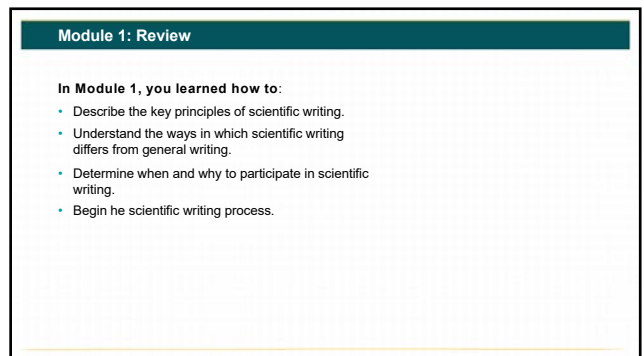 Module 1: Review
In Module 1, you learned how to:
• Describe the key principles of scientific writing.
• Understand the ways in which scientific writing
differs from general writing.
• Determine when and why to participate in scientific
writing.
• Begin he scientific writing process.